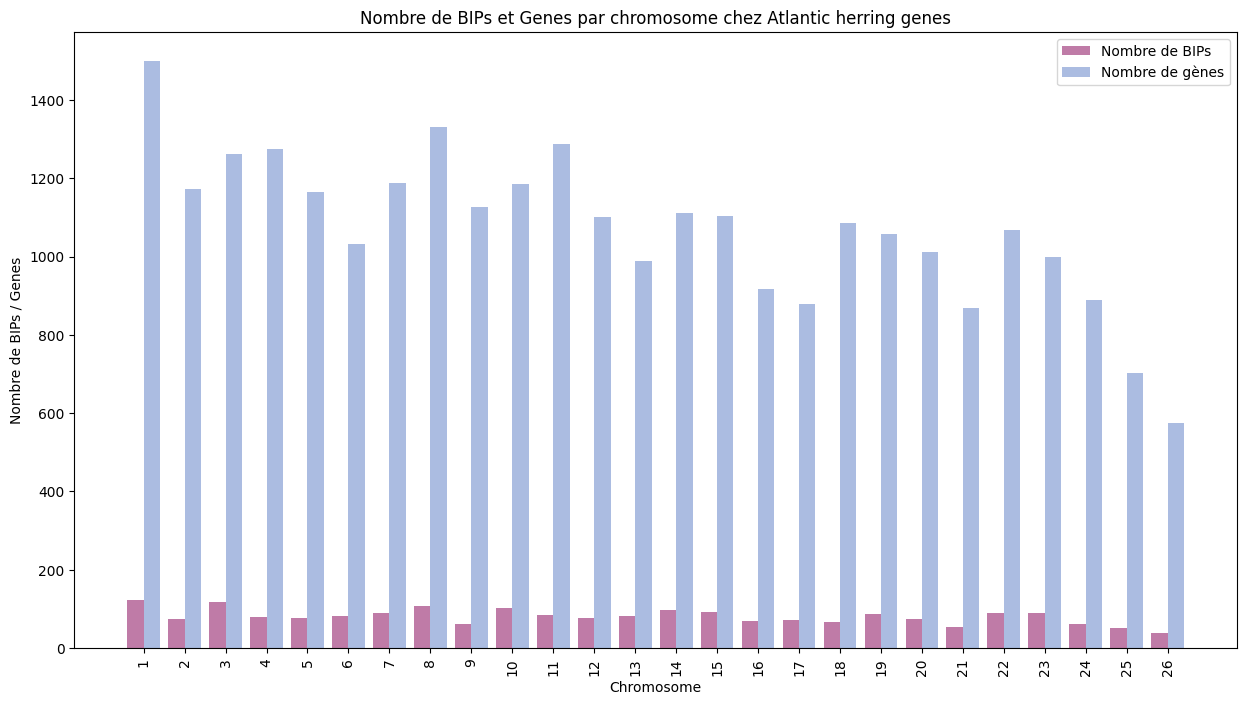 Nombre de BIPs et Genes par chromosome chez Atlantic herring genes
Nombre de BIPs
Nombre de gènes
Nombre de BIPs / Genes
1400
1200
1000
800
600
400
200
0
1 2 3 4 5 6 7 8 9 10 11 12 13 14 15 16 17 18 19 20 21 22 23 24 25 26
Chromosome